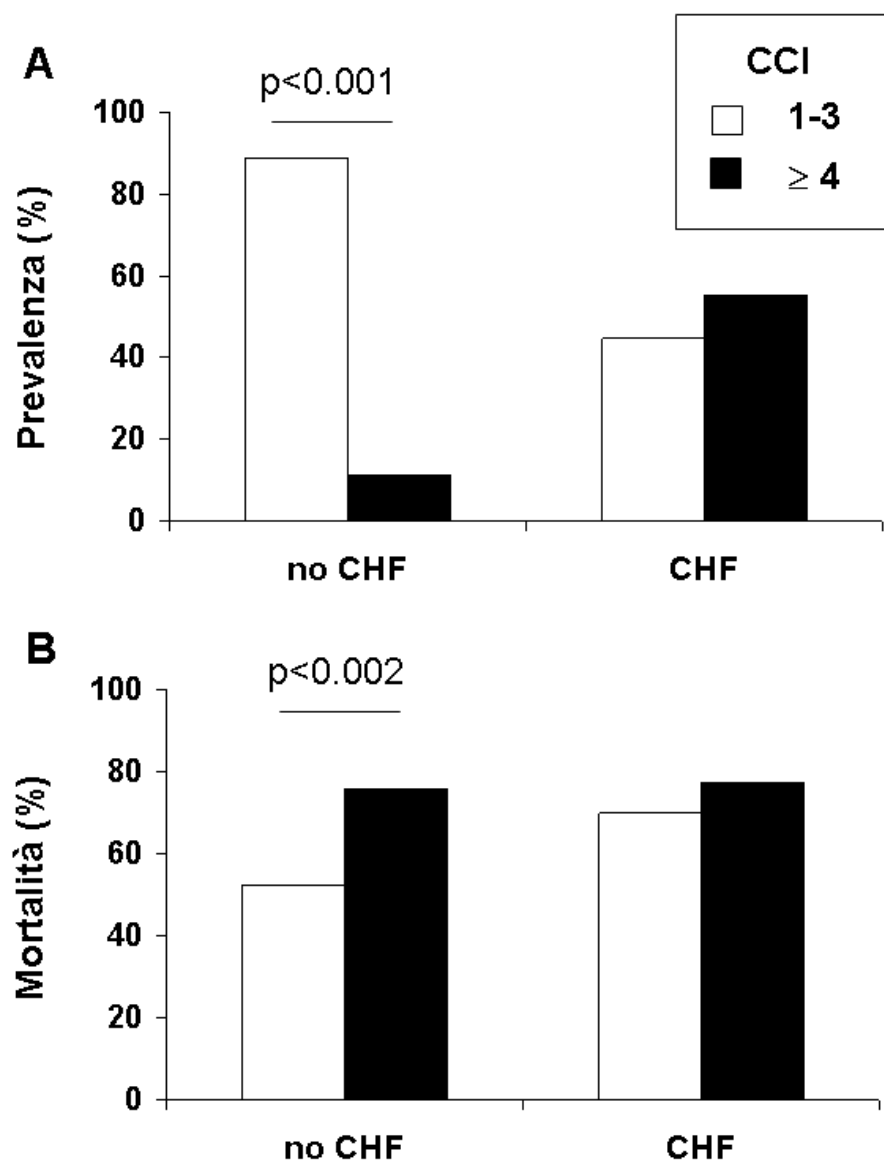 A
p<0.001
CCI
1-3
≥ 4
Prevalenza (%)
100
80
60
40
20
0
no CHF
CHF
B
p<0.002
Mortalità (%)
100
80
60
40
20
0
no CHF
CHF